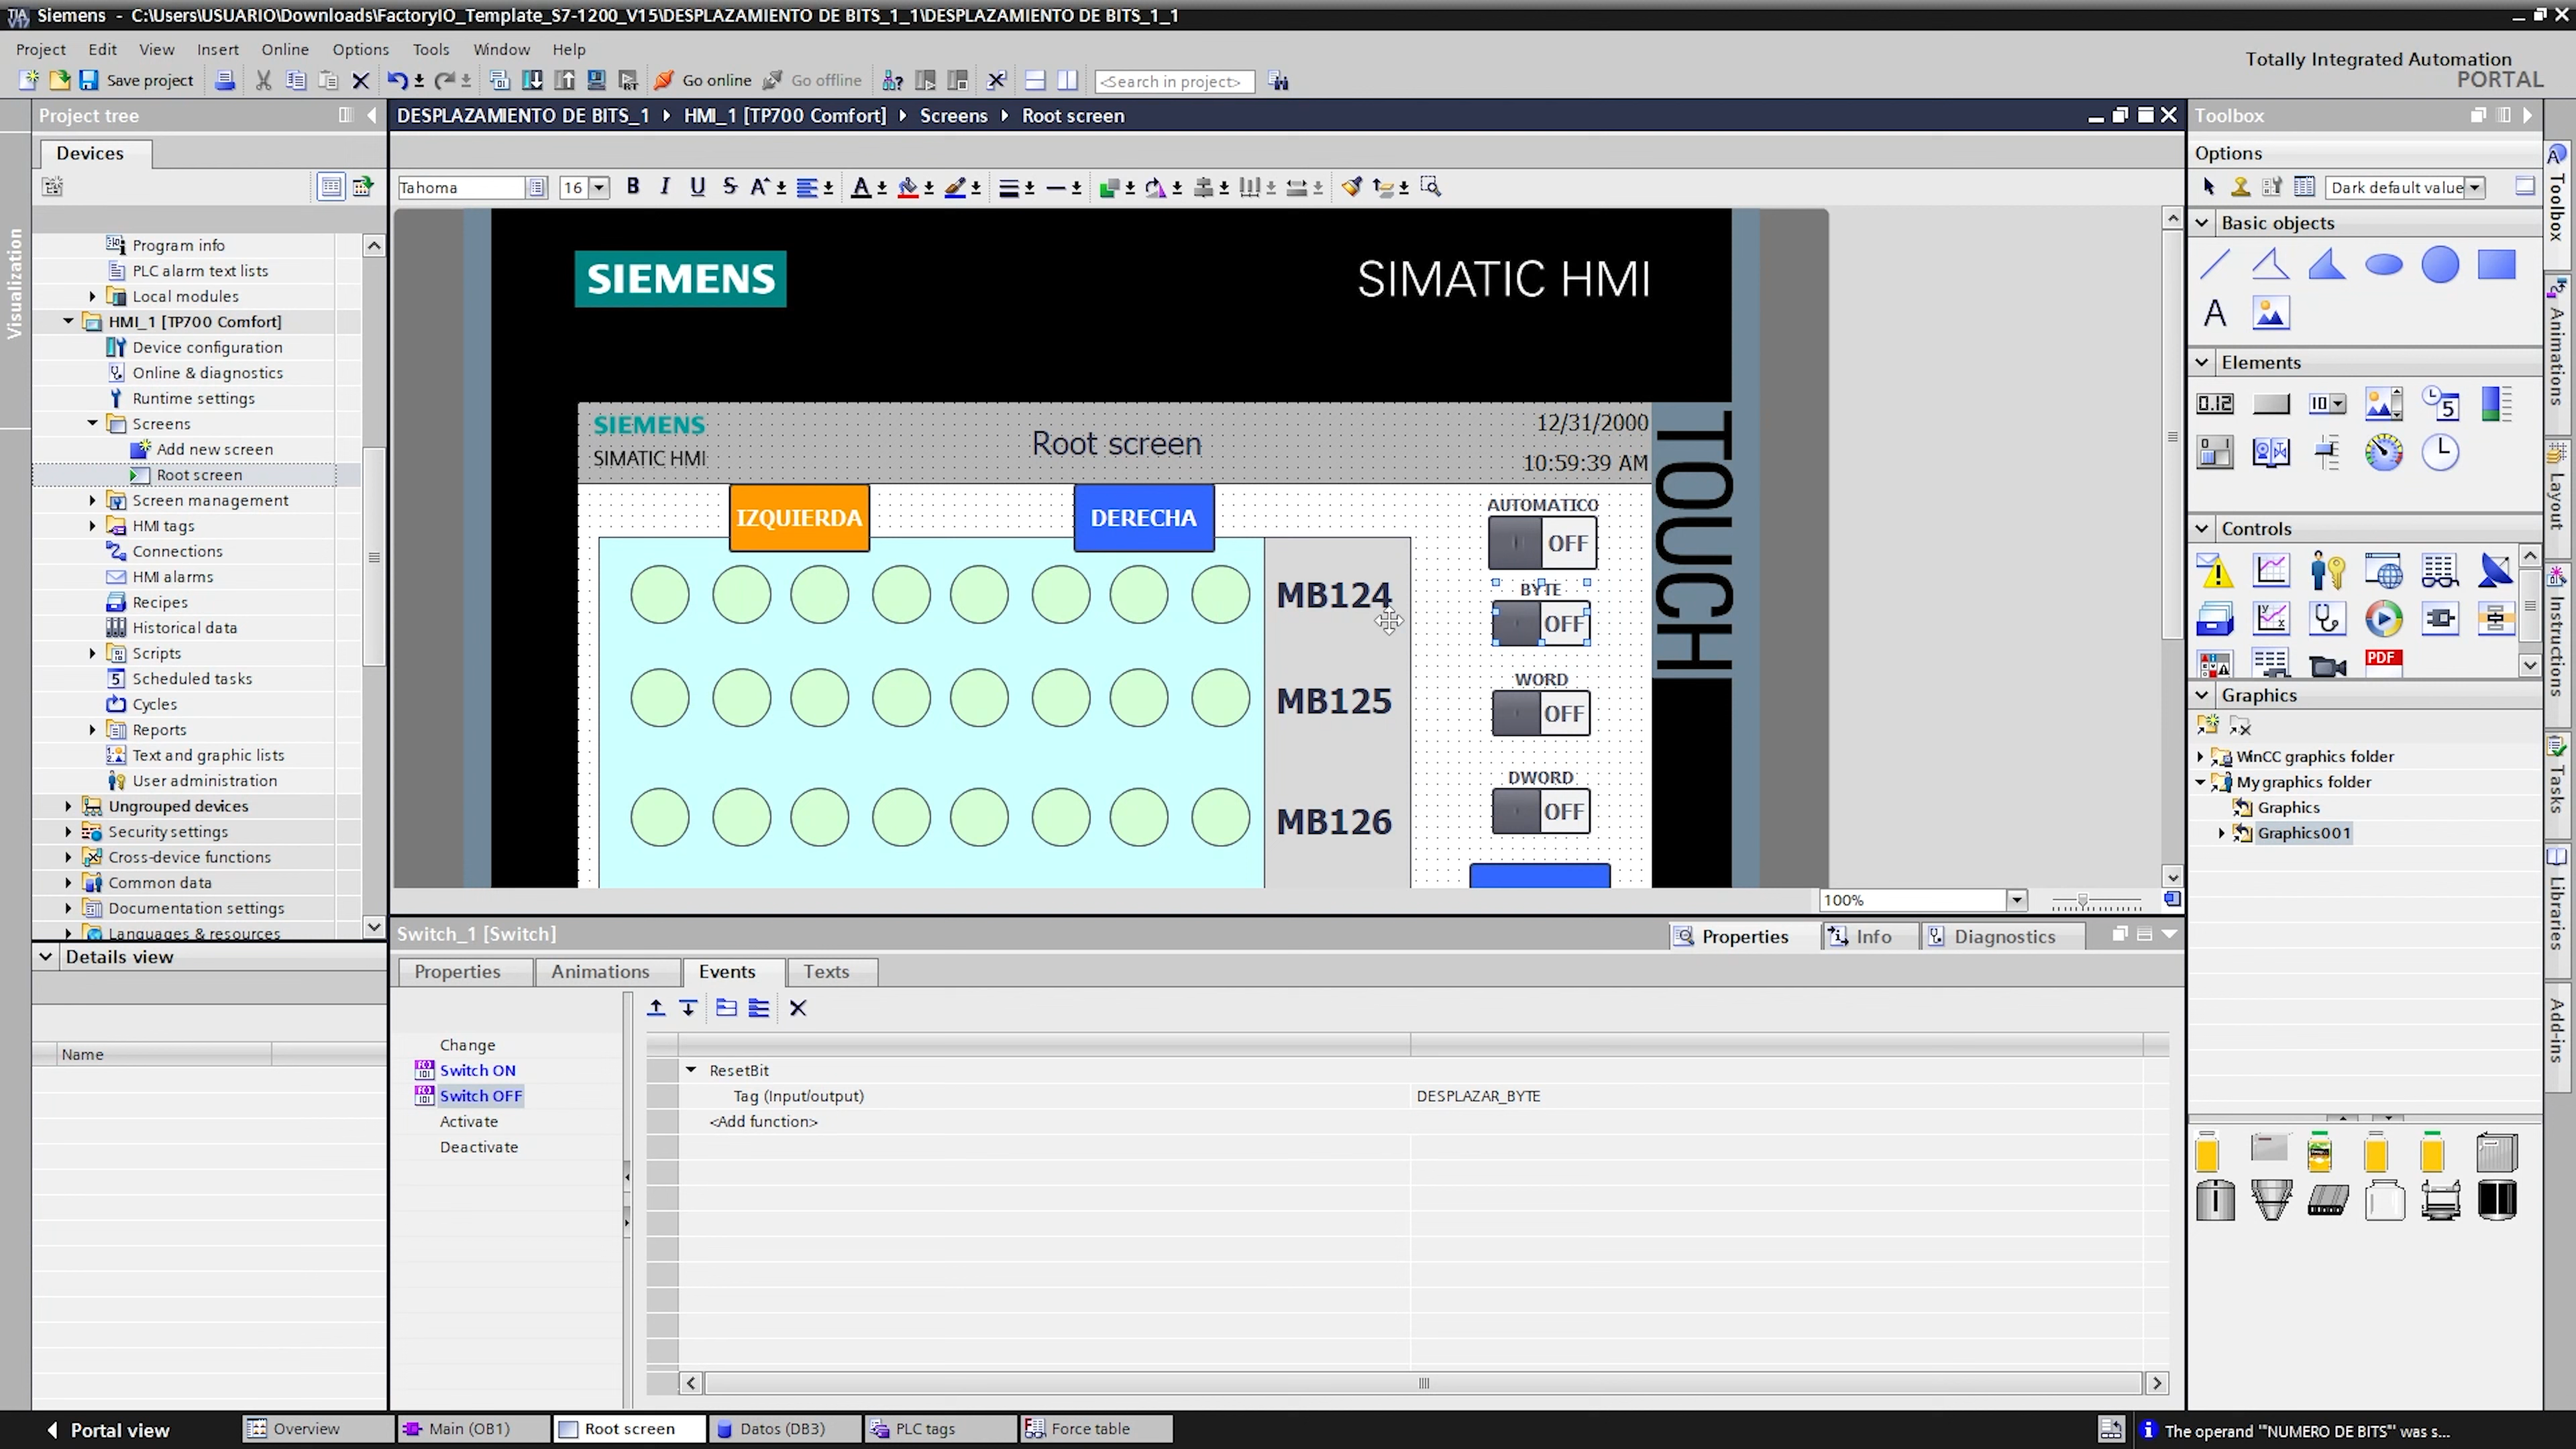 Siemens - C:\Users\USUARIO\Downloads\FactoryIO_Template_S7-1200_V15\DESPLAZAMIENTO DE BITS_1_1\DESPLAZAMIENTO DE BITS_1_1
Project Edit View Insert Online Options Tools Window Help
Totally Integrated Automation
PORTAL
Save project
Go online
Go offline
<Search in project>
Project tree
DESPLAZAMIENTO DE BITS_1 HMI_1 [TP700 Comfort] Screens Root screen
Toolbox
Devices
Options
Tahoma
16
B I U S
Dark default value
Visualization
Program info
PLC alarm text lists
Local modules
HMI_1 [TP700 Comfort]
Device configuration
Online & diagnostics
Runtime settings
Screens
Add new screen
Root screen
Screen management
HMI tags
Connections
HMI alarms
Recipes
Historical data
Scripts
Scheduled tasks
Cycles
Reports
Text and graphic lists
User administration
Ungrouped devices
Security settings
Cross-device functions
Common data
Documentation settings
Languages & resources
Details view
Name
SIEMENS
SIMATIC HMI
SIEMENS
SIMATIC HMI
Root screen
12/31/2000
10:59:39 AM
TOUCH
IZQUIERDA
DERECHA
AUTOMATICO
OFF
MB124
BYTE
OFF
MB125
WORD
OFF
MB126
DWORD
OFF
100%
Basic objects
Elements
Controls
PDF
Graphics
WinCC graphics folder
My graphics folder
Graphics
Graphics001
Toolbox
Animations
Layout
Instructions
Tasks
Libraries
Add-ins
Switch_1 [Switch]
Properties
Info
Diagnostics
Properties
Animations
Events
Texts
Change
Switch ON
Switch OFF
Activate
Deactivate
ResetBit
Tag (Input/output)
DESPLAZAR_BYTE
<Add function>
Portal view
Overview
Main (OB1)
Root screen
Datos (DB3)
PLC tags
Force table
The operand '"NUMERO DE BITS"' was s...